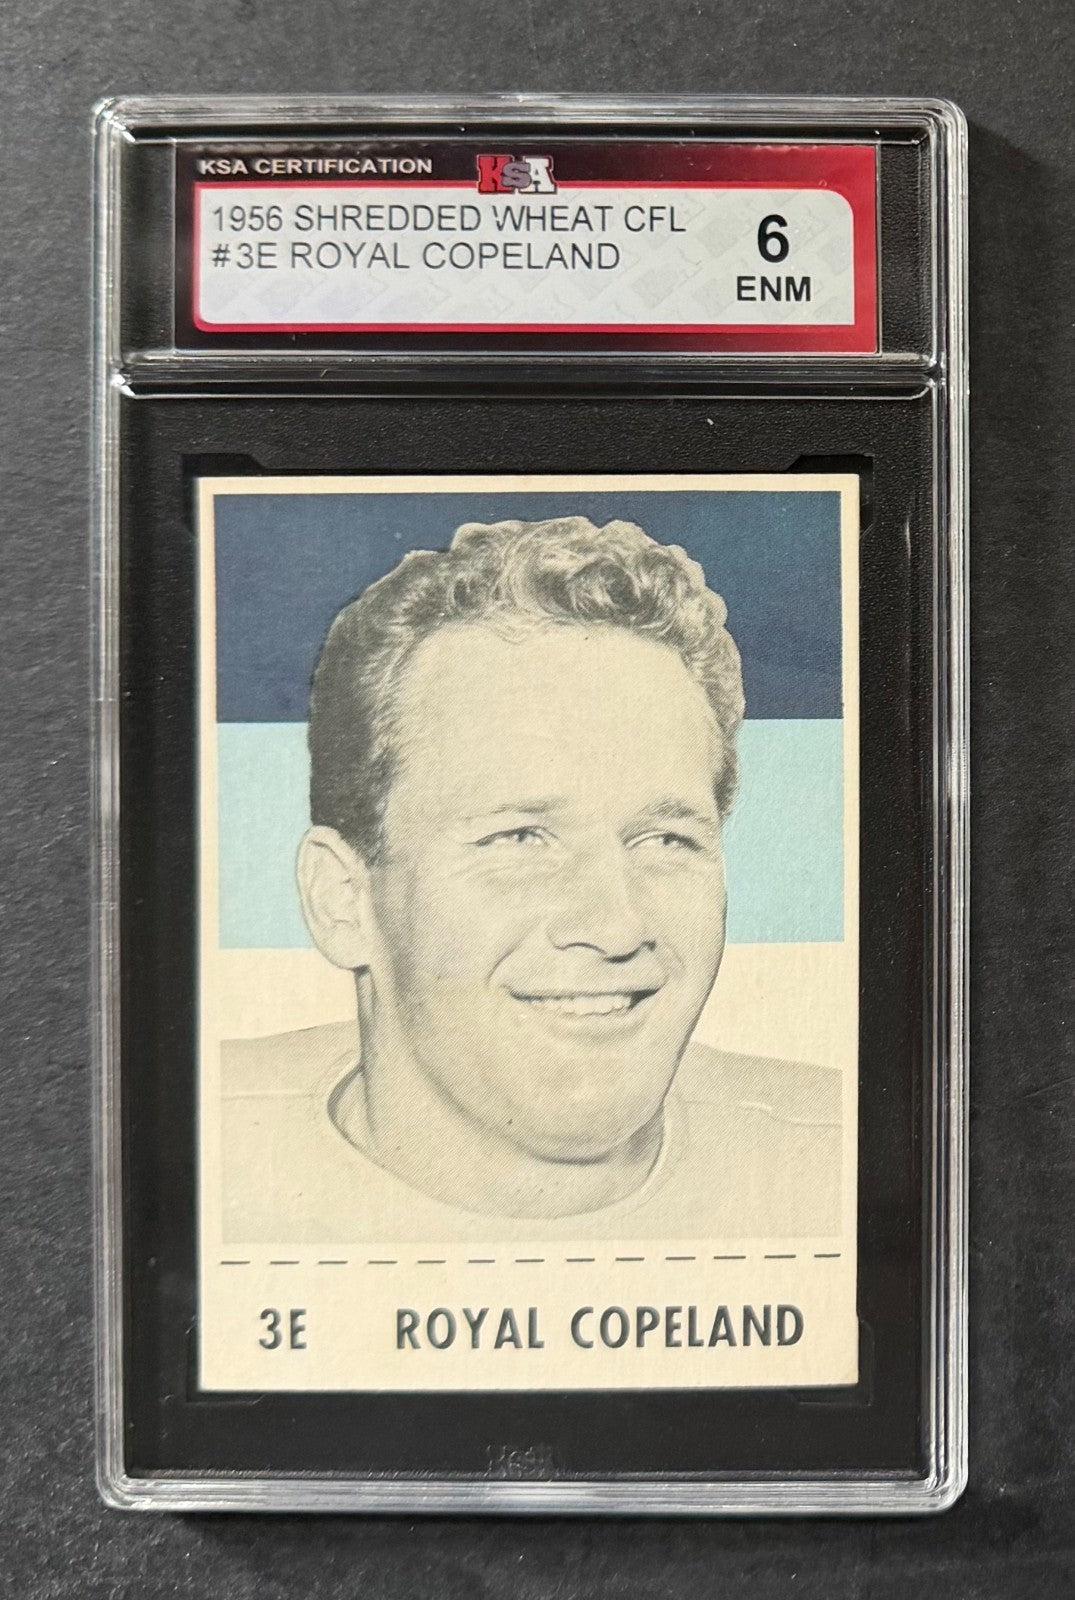 KSA CERTIFICATION
KSA
1956 SHREDDED WHEAT CFL
#3E ROYAL COPELAND
6
ENM
3E ROYAL COPELAND